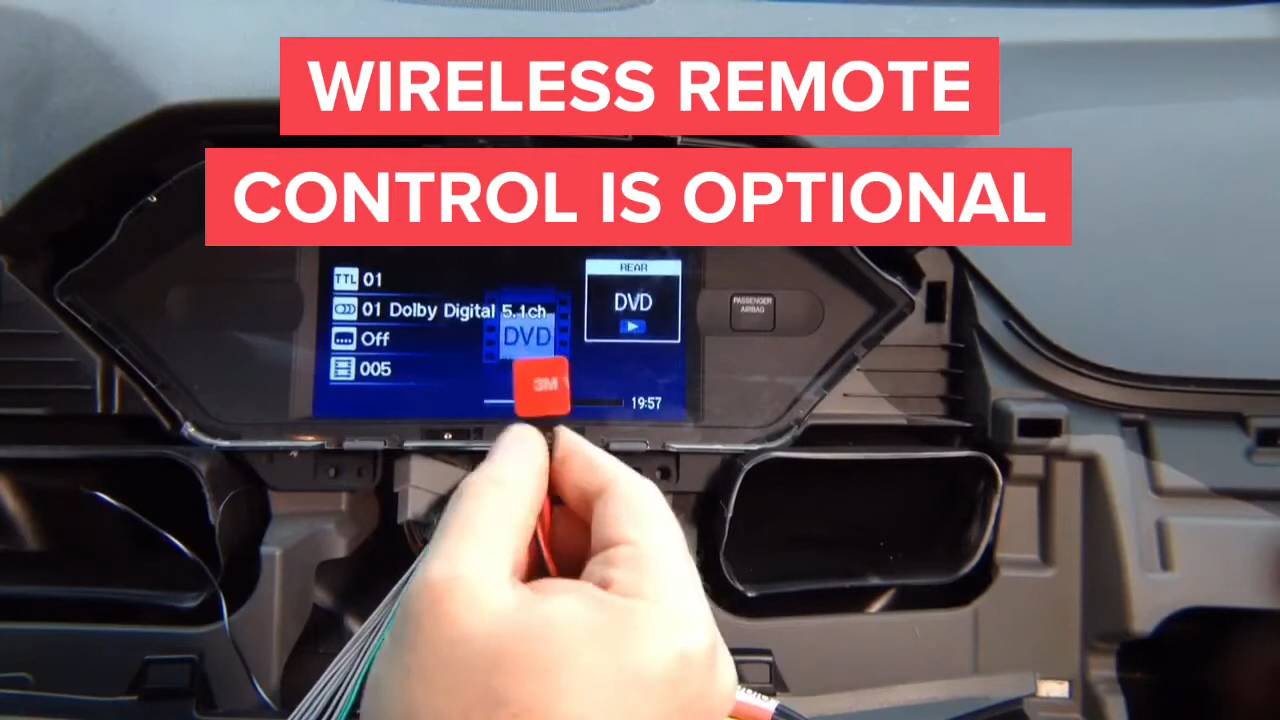 WIRELESS REMOTE
CONTROL IS OPTIONAL
TTL 01
01 Dolby Digital 5.1ch
Off
005
DVD
REAR
DVD
19:57
PASSENGER
AIRBAG
3M